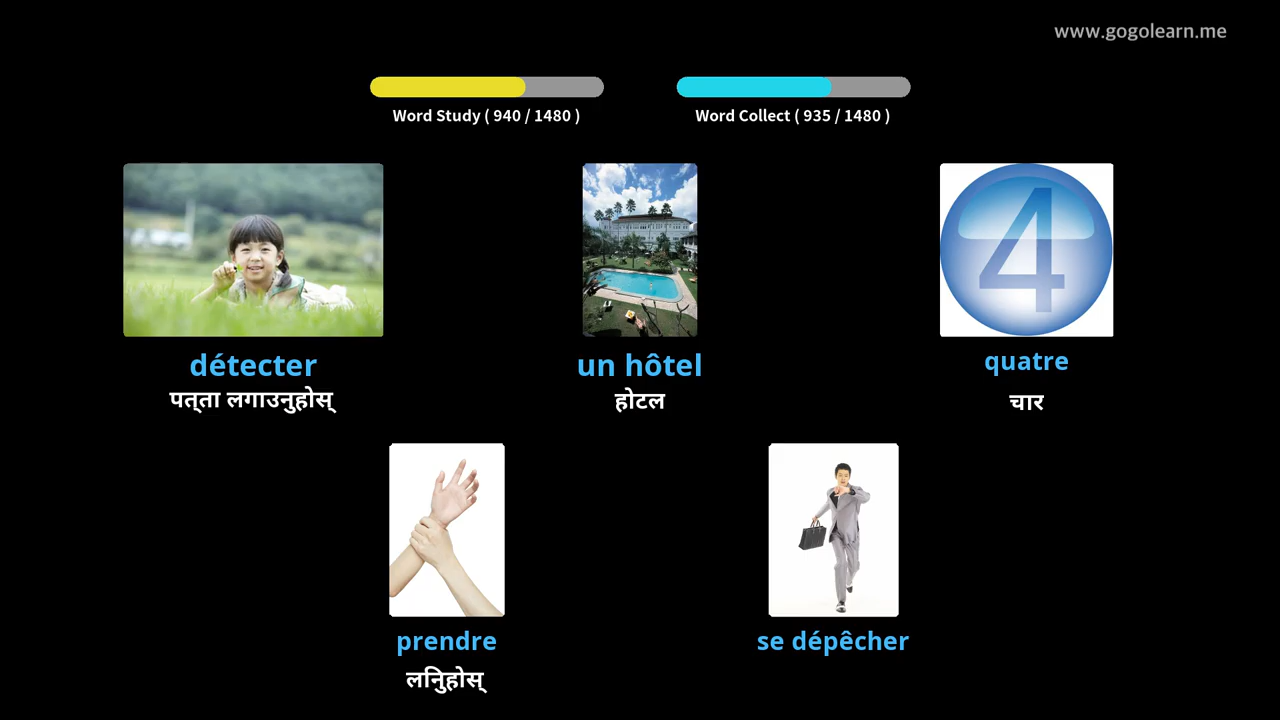 www.gogolearn.me
Word Study ( 940 / 1480 )
Word Collect ( 935 / 1480 )
4
détecter
पत्ता लगाउनुहोस्
un hôtel
होटल
quatre
चार
prendre
लनिुहोस्
se dépêcher